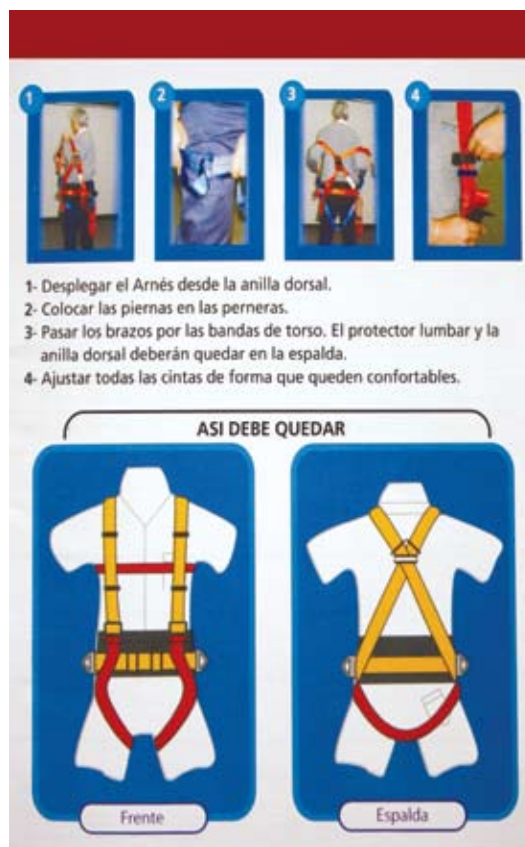 1
2
3
4
1- Desplegar el Arnés desde la anilla dorsal.
2- Colocar las piernas en las perneras.
3- Pasar los brazos por las bandas de torso. El protector lumbar y la
anilla dorsal deberán quedar en la espalda.
4- Ajustar todas las cintas de forma que queden confortables.
ASI DEBE QUEDAR
Frente
Espalda